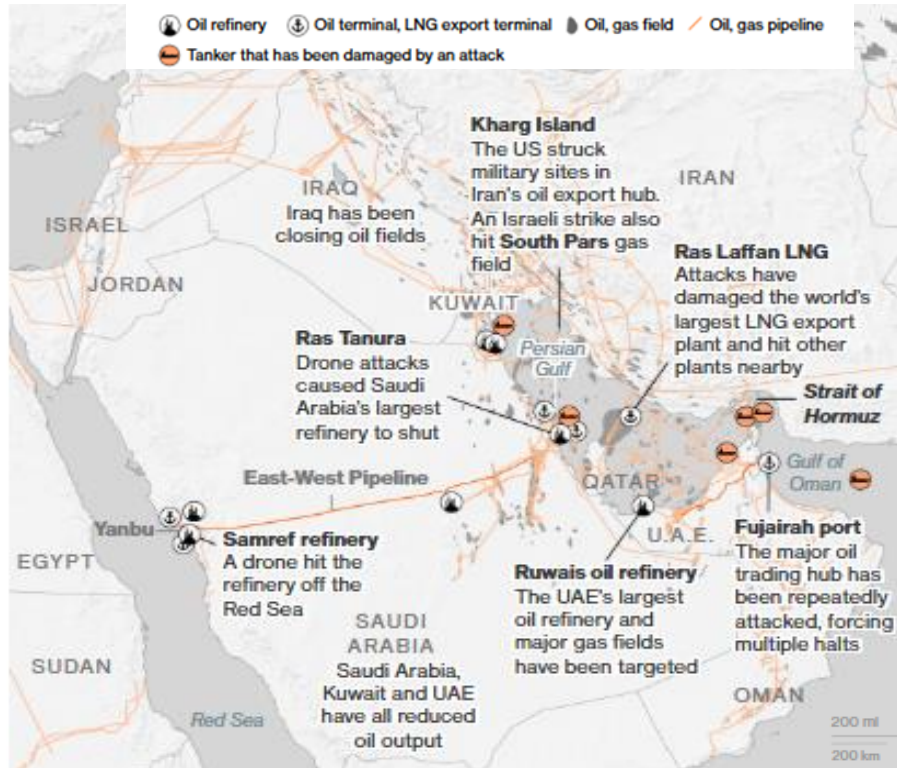 Oil refinery
Oil terminal, LNG export terminal
Oil, gas field
Oil, gas pipeline
Tanker that has been damaged by an attack
Kharg Island
The US struck
military sites in
Iran's oil export hub.
An Israeli strike also
hit South Pars gas
field
IRAN
IRAQ
Iraq has been
closing oil fields
ISRAEL
JORDAN
Ras Laffan LNG
Attacks have
damaged the world's
largest LNG export
plant and hit other
plants nearby
KUWAIT
Ras Tanura
Drone attacks
caused Saudi
Arabia's largest
refinery to shut
Persian
Gulf
Strait of
Hormuz
East-West Pipeline
QATAR
Gulf of
Oman
Yanbu
Samref refinery
A drone hit the
refinery off the
Red Sea
EGYPT
U.A.E.
Fujairah port
The major oil
trading hub has
been repeatedly
attacked, forcing
multiple halts
Ruwais oil refinery
The UAE's largest
oil refinery and
major gas fields
have been targeted
SAUDI
ARABIA
Saudi Arabia,
Kuwait and UAE
have all reduced
oil output
SUDAN
OMAN
Red Sea
200 mi
200 km